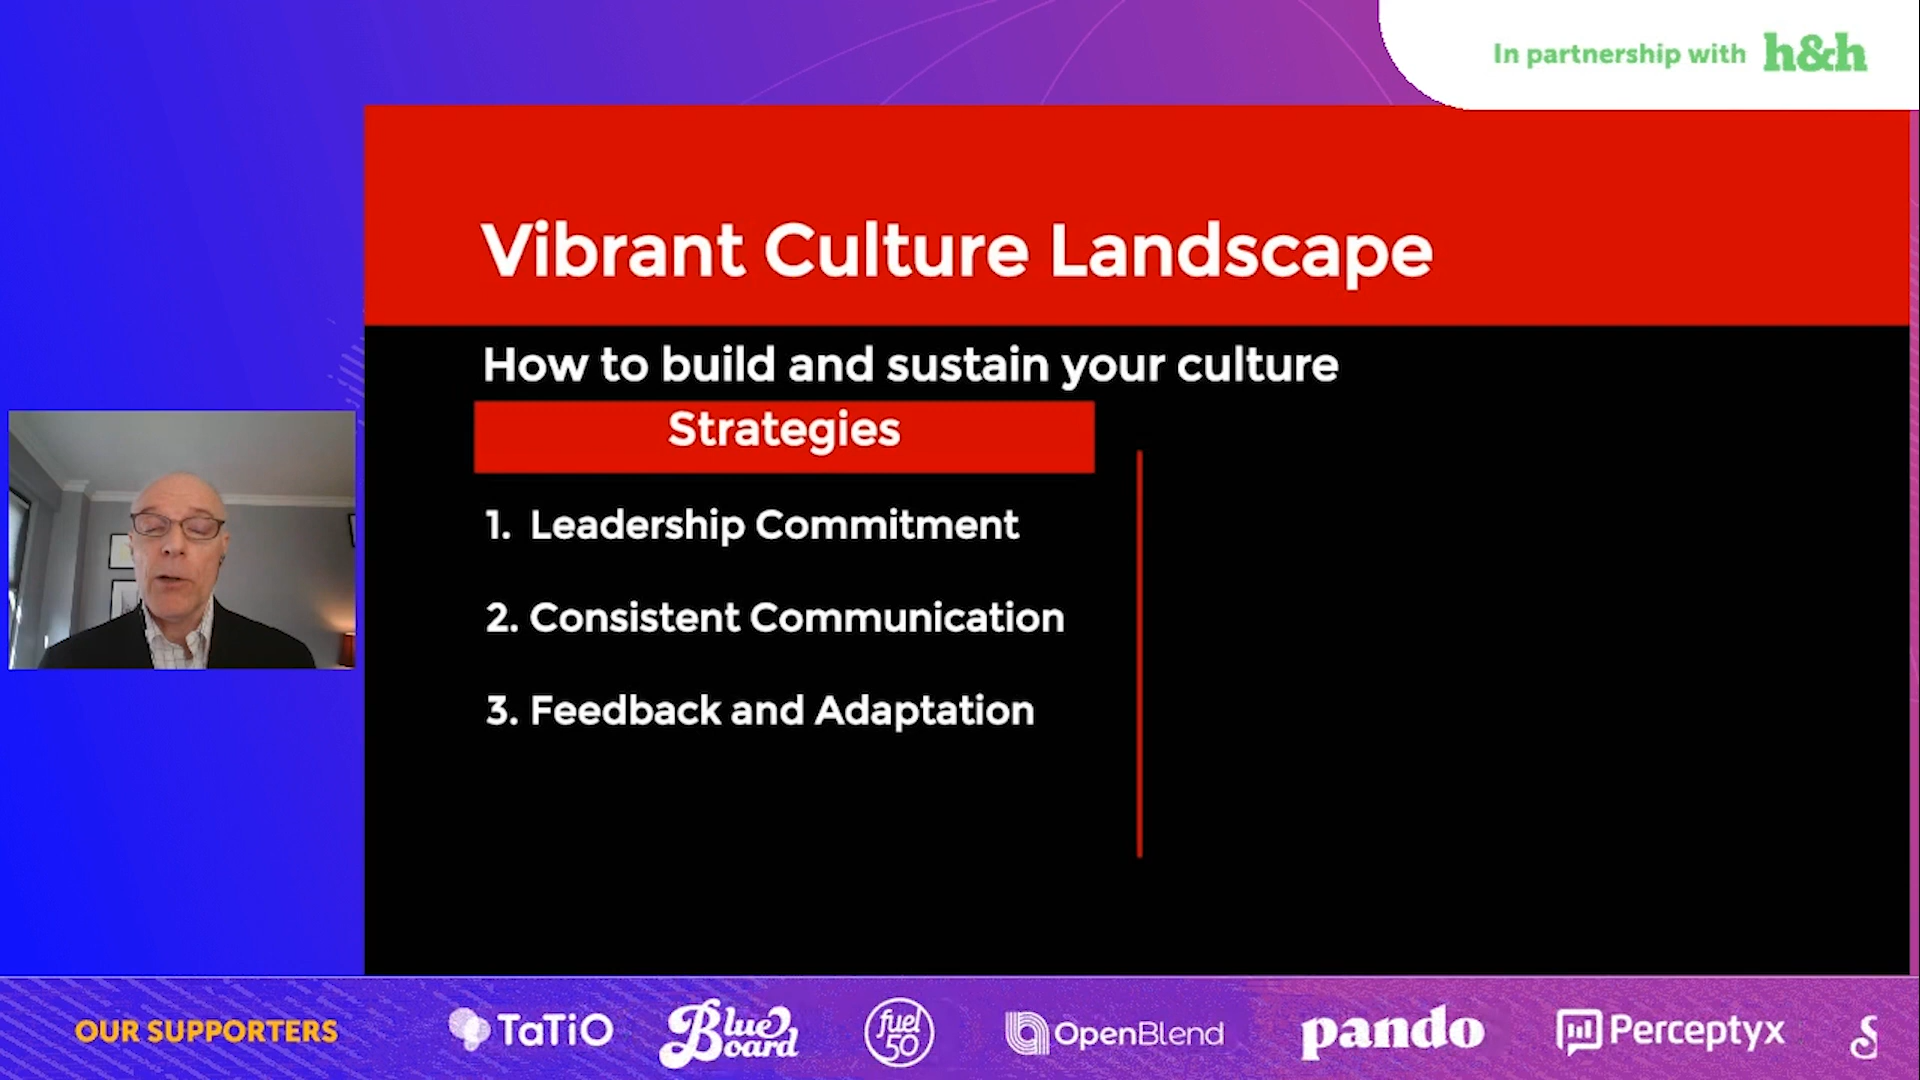 In partnership with h&h
Vibrant Culture Landscape
How to build and sustain your culture
Strategies
1. Leadership Commitment
2. Consistent Communication
3. Feedback and Adaptation
OUR SUPPORTERS
TaTiO
Blue Board
fuel 50
OpenBlend
pando
Perceptyx